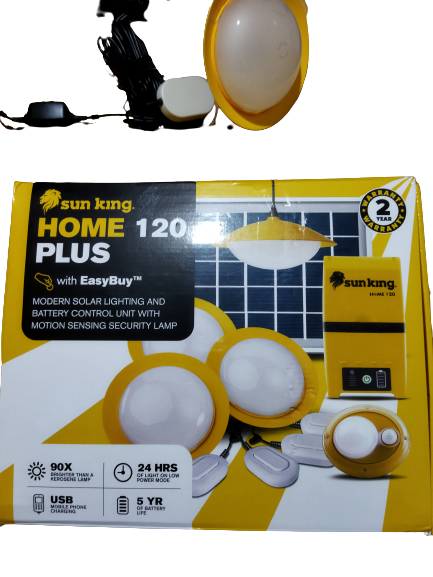 sun king.
HOME 120
PLUS
with EasyBuy™
MODERN SOLAR LIGHTING AND
BATTERY CONTROL UNIT WITH
MOTION SENSING SECURITY LAMP
WARRANTY
2
YEAR
WARRANTY
sun king.
HOME 120
90X
BRIGHTER THAN A
KEROSENE LAMP
24 HRS
OF LIGHT ON LOW
POWER MODE
USB
MOBILE PHONE
CHARGING
5 YR
OF BATTERY
LIFE